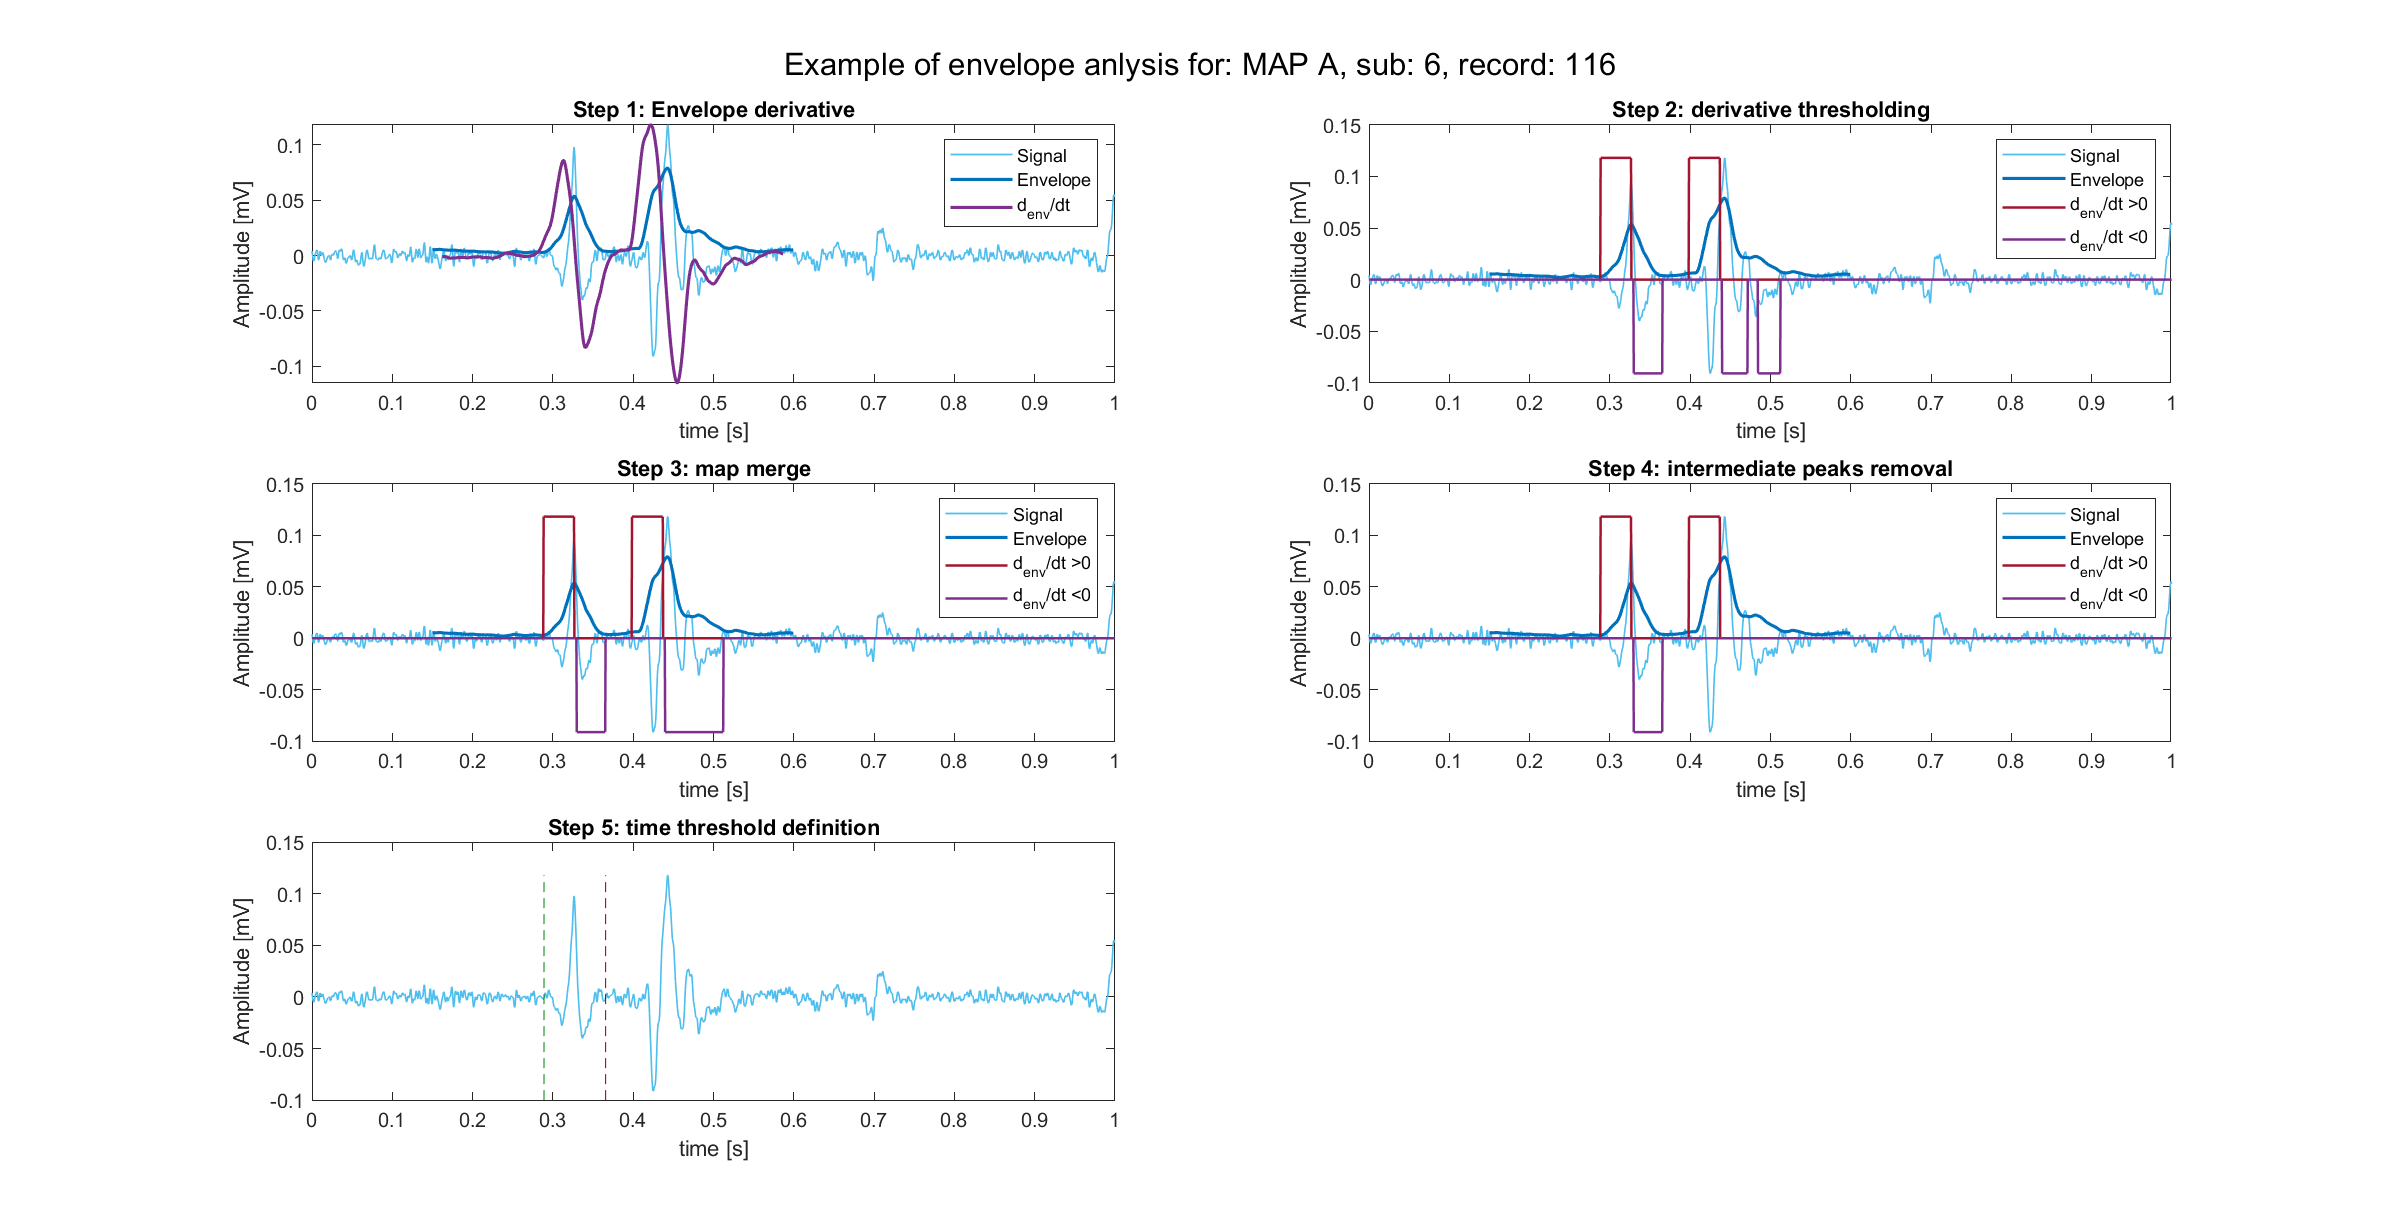 Example of envelope anlysis for: MAP A, sub: 6, record: 116
Step 1: Envelope derivative
Amplitude [mV]
0.1
0.05
0
-0.05
-0.1
0 0.1 0.2 0.3 0.4 0.5 0.6 0.7 0.8 0.9 1
time [s]
Signal
Envelope
d_env/dt
Step 2: derivative thresholding
Amplitude [mV]
0.15
0.1
0.05
0
-0.05
-0.1
0 0.1 0.2 0.3 0.4 0.5 0.6 0.7 0.8 0.9 1
time [s]
Signal
Envelope
d_env/dt >0
d_env/dt <0
Step 3: map merge
Amplitude [mV]
0.15
0.1
0.05
0
-0.05
-0.1
0 0.1 0.2 0.3 0.4 0.5 0.6 0.7 0.8 0.9 1
time [s]
Signal
Envelope
d_env/dt >0
d_env/dt <0
Step 4: intermediate peaks removal
Amplitude [mV]
0.15
0.1
0.05
0
-0.05
-0.1
0 0.1 0.2 0.3 0.4 0.5 0.6 0.7 0.8 0.9 1
time [s]
Signal
Envelope
d_env/dt >0
d_env/dt <0
Step 5: time threshold definition
Amplitude [mV]
0.15
0.1
0.05
0
-0.05
-0.1
0 0.1 0.2 0.3 0.4 0.5 0.6 0.7 0.8 0.9 1
time [s]